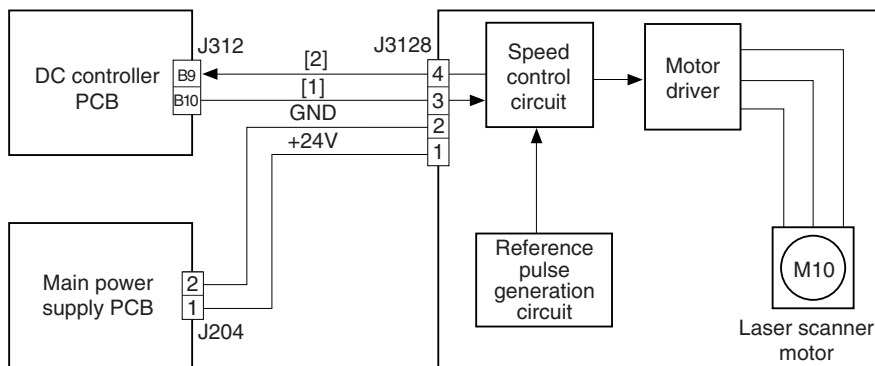 DC controller
PCB
J312
B9
B10
[2]
[1]
GND
+24V
J3128
4
3
2
1
Speed
control
circuit
Motor
driver
Reference
pulse
generation
circuit
M10
Laser scanner
motor
Main power
supply PCB
2
1
J204